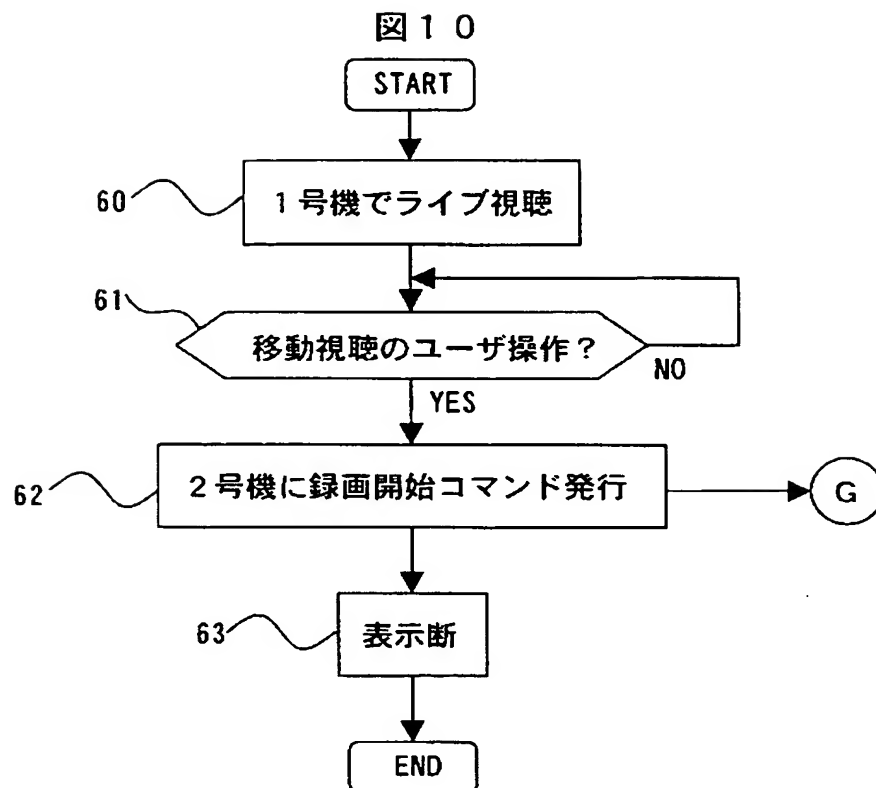 図１０
START
60
１号機でライブ視聴
61
移動視聴のユーザ操作？
NO
YES
62
２号機に録画開始コマンド発行
G
63
表示断
END